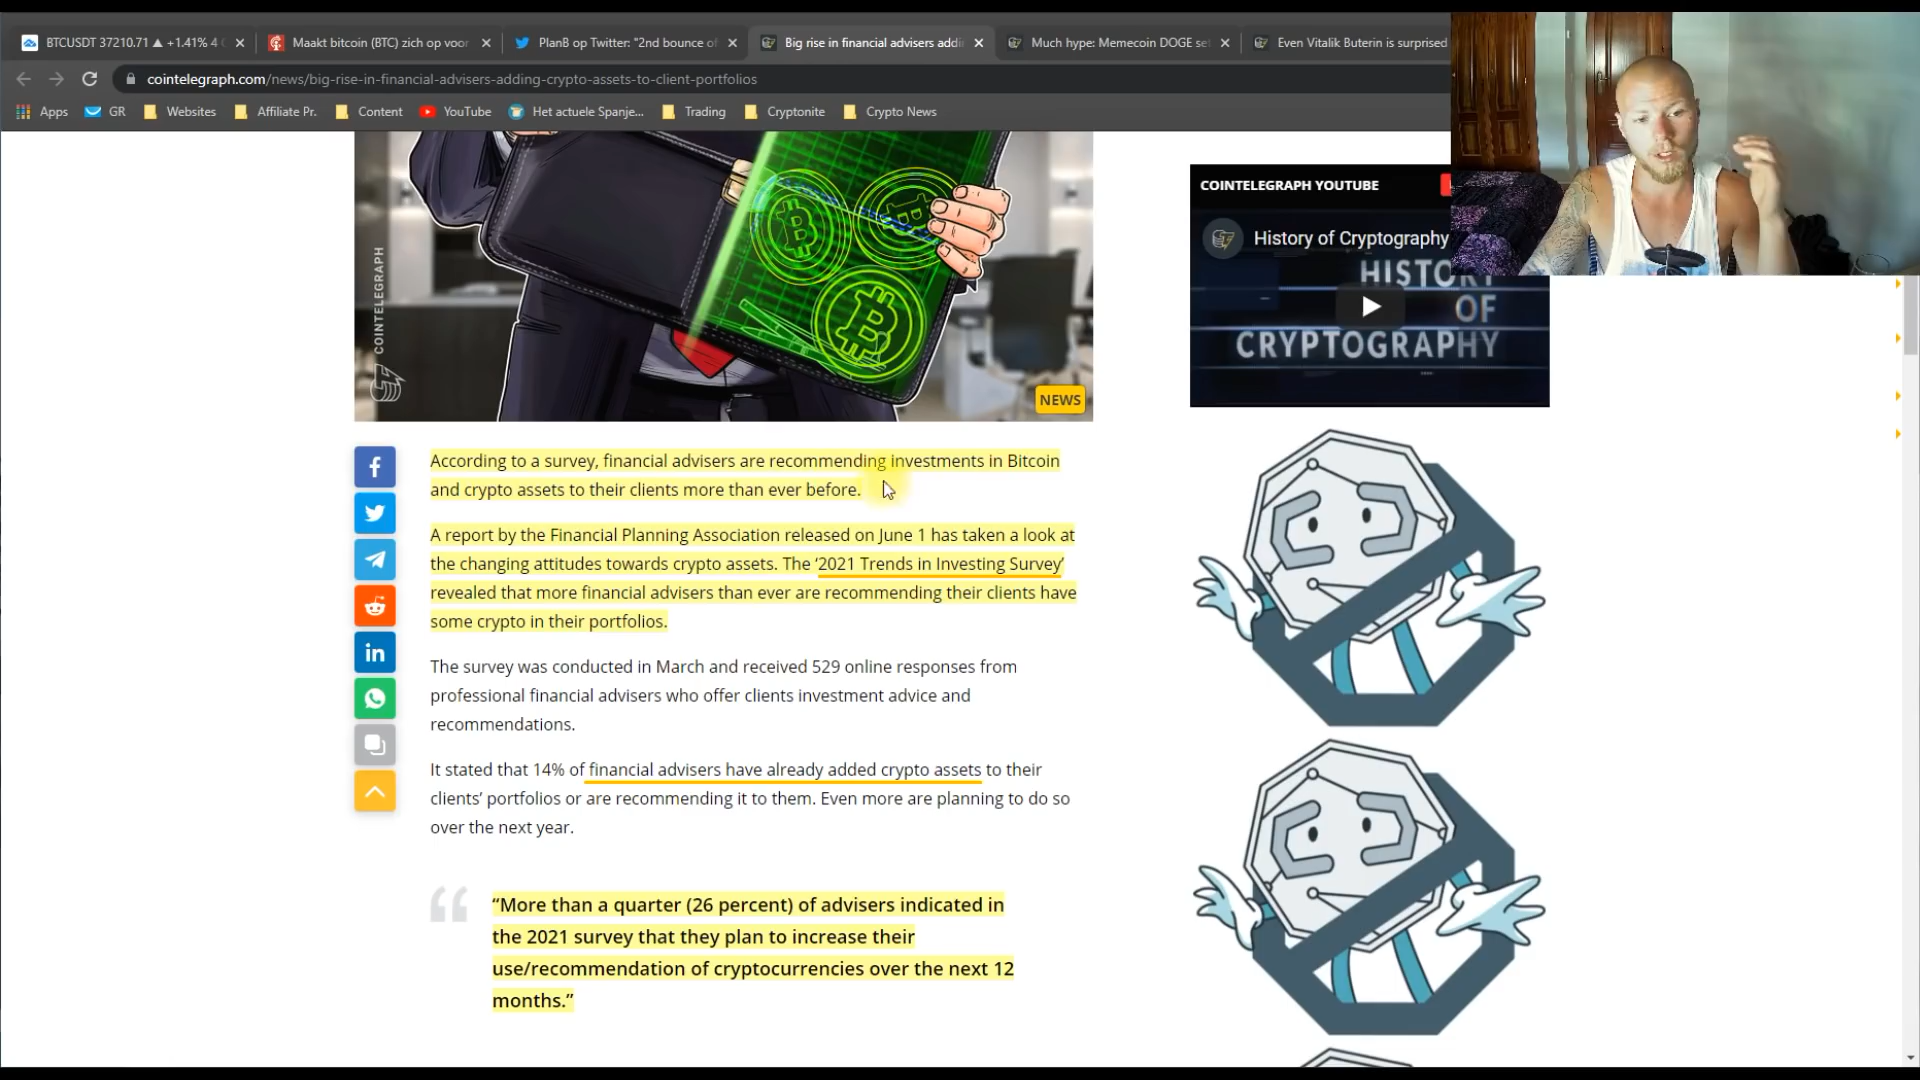 BTCUSDT 37210.71 ▲ +1.41% 4
Maakt bitcoin (BTC) zich op voor
PlanB op Twitter: "2nd bounce of
Big rise in financial advisers addi
Much hype: Memecoin DOGE se
Even Vitalik Buterin is surprised
cointelegraph.com/news/big-rise-in-financial-advisers-adding-crypto-assets-to-client-portfolios
Apps
GR
Websites
Affiliate Pr.
Content
YouTube
Het actuele Spanje...
Trading
Cryptonite
Crypto News
COINTELEGRAPH
NEWS
COINTELEGRAPH YOUTUBE
History of Cryptography
HISTORY
OF
CRYPTOGRAPHY
According to a survey, financial advisers are recommending investments in Bitcoin
and crypto assets to their clients more than ever before.
A report by the Financial Planning Association released on June 1 has taken a look at
the changing attitudes towards crypto assets. The ‘2021 Trends in Investing Survey’
revealed that more financial advisers than ever are recommending their clients have
some crypto in their portfolios.
The survey was conducted in March and received 529 online responses from
professional financial advisers who offer clients investment advice and
recommendations.
It stated that 14% of financial advisers have already added crypto assets to their
clients’ portfolios or are recommending it to them. Even more are planning to do so
over the next year.
“More than a quarter (26 percent) of advisers indicated in
the 2021 survey that they plan to increase their
use/recommendation of cryptocurrencies over the next 12
months.”